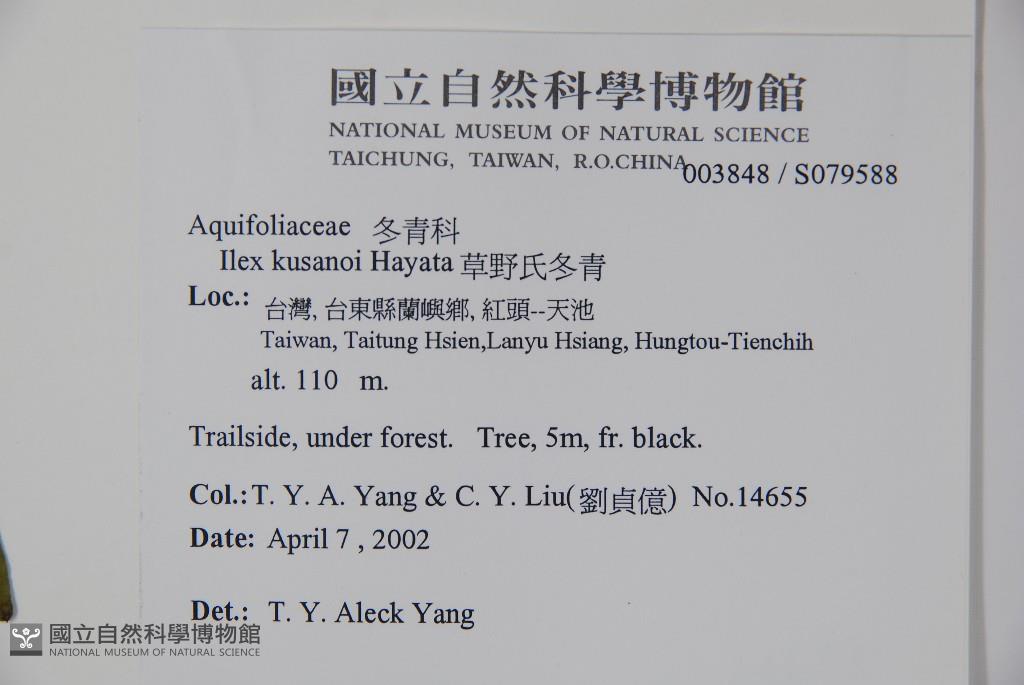 國立自然科學博物館
NATIONAL MUSEUM OF NATURAL SCIENCE
TAICHUNG, TAIWAN, R.O.CHINA
003848 / S079588
Aquifoliaceae 冬青科
Ilex kusanoi Hayata 草野氏冬青
Loc.: 台灣, 台東縣蘭嶼鄉, 紅頭--天池
Taiwan, Taitung Hsien,Lanyu Hsiang, Hungtou-Tienchih
alt. 110 m.
Trailside, under forest. Tree, 5m, fr. black.
Col.: T. Y. A. Yang & C. Y. Liu(劉貞億) No.14655
Date: April 7 , 2002
Det.: T. Y. Aleck Yang
國立自然科學博物館
NATIONAL MUSEUM OF NATURAL SCIENCE